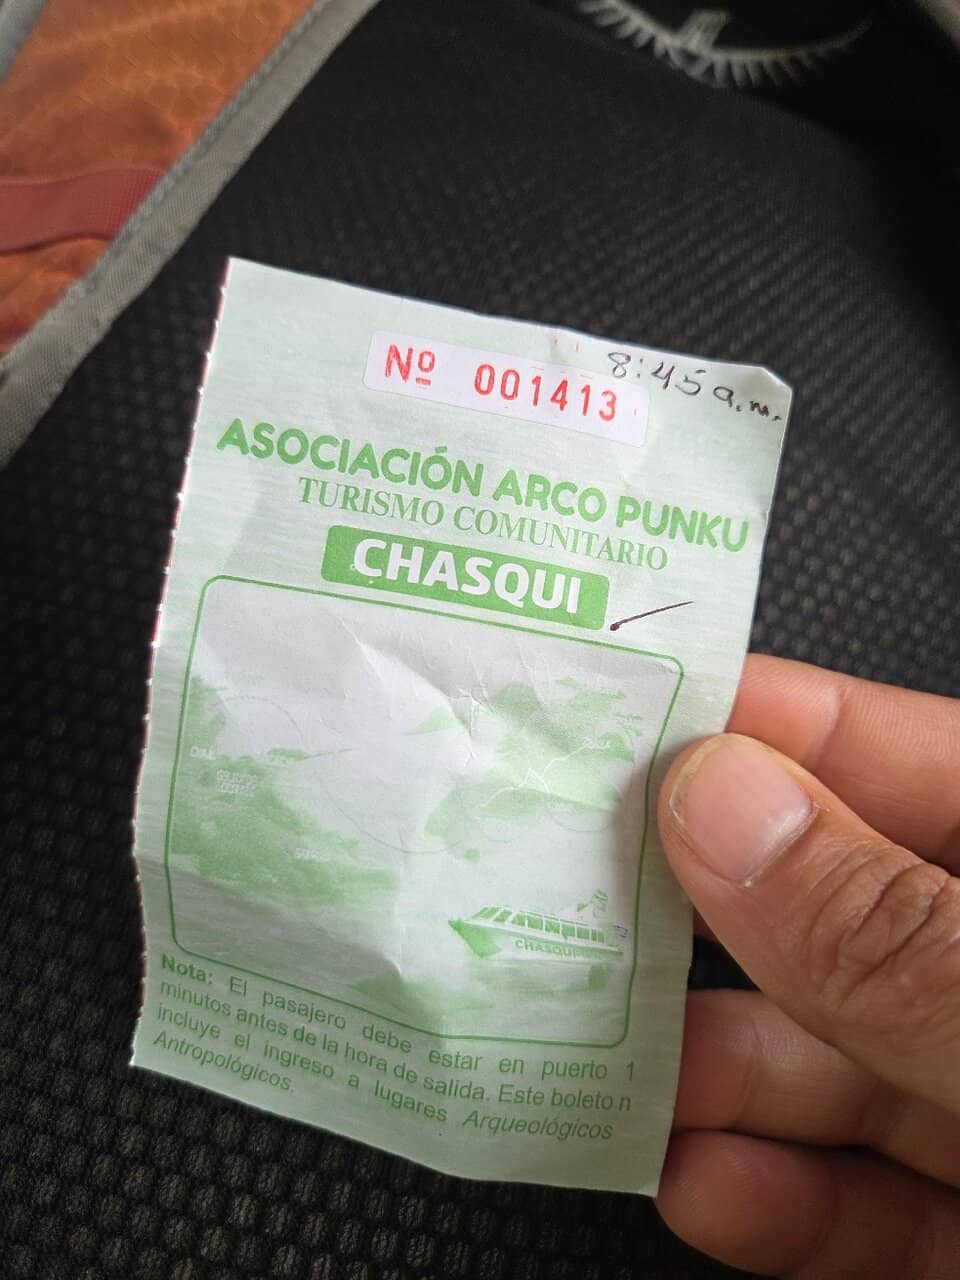 Nº 001413
8:45 a.m.
ASOCIACIÓN ARCO PUNKU
TURISMO COMUNITARIO
CHASQUI
CHASQUI
Nota: El pasajero debe estar en puerto 1
minutos antes de la hora de salida. Este boleto n
incluye el ingreso a lugares Arqueológicos
Antropológicos.